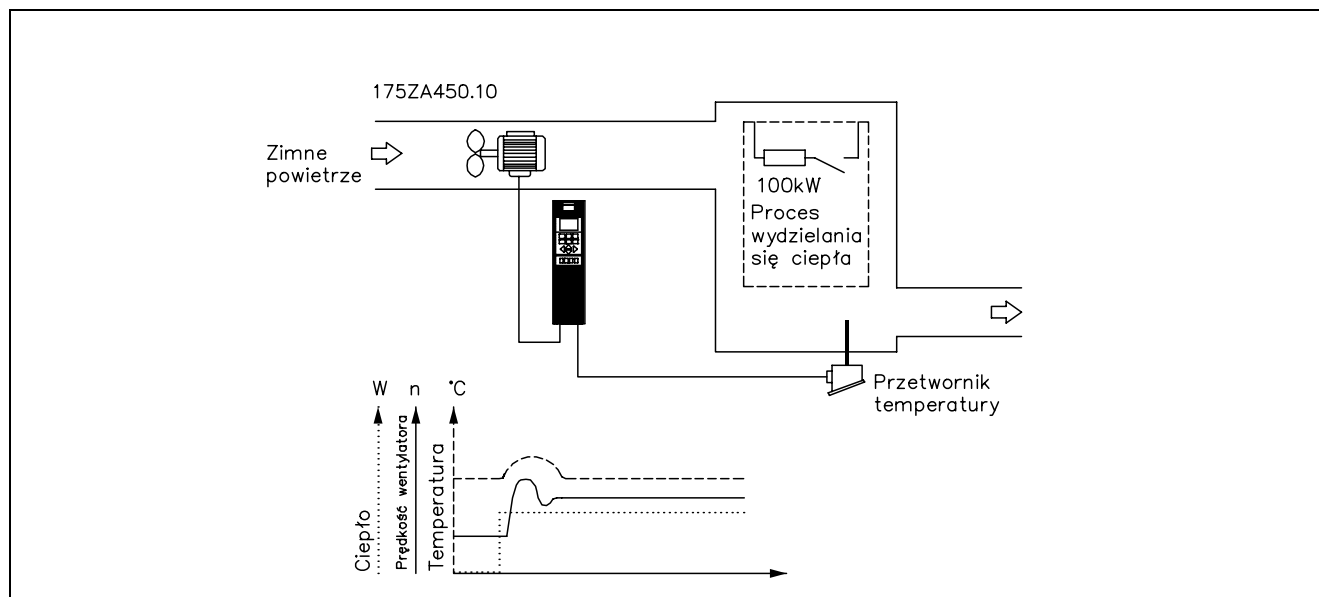 175ZA450.10
Zimne
powietrze
100kW
Proces
wydzielania
się ciepła
Przetwornik
temperatury
W n °C
Ciepło
Prędkość wentylatora
Temperatura